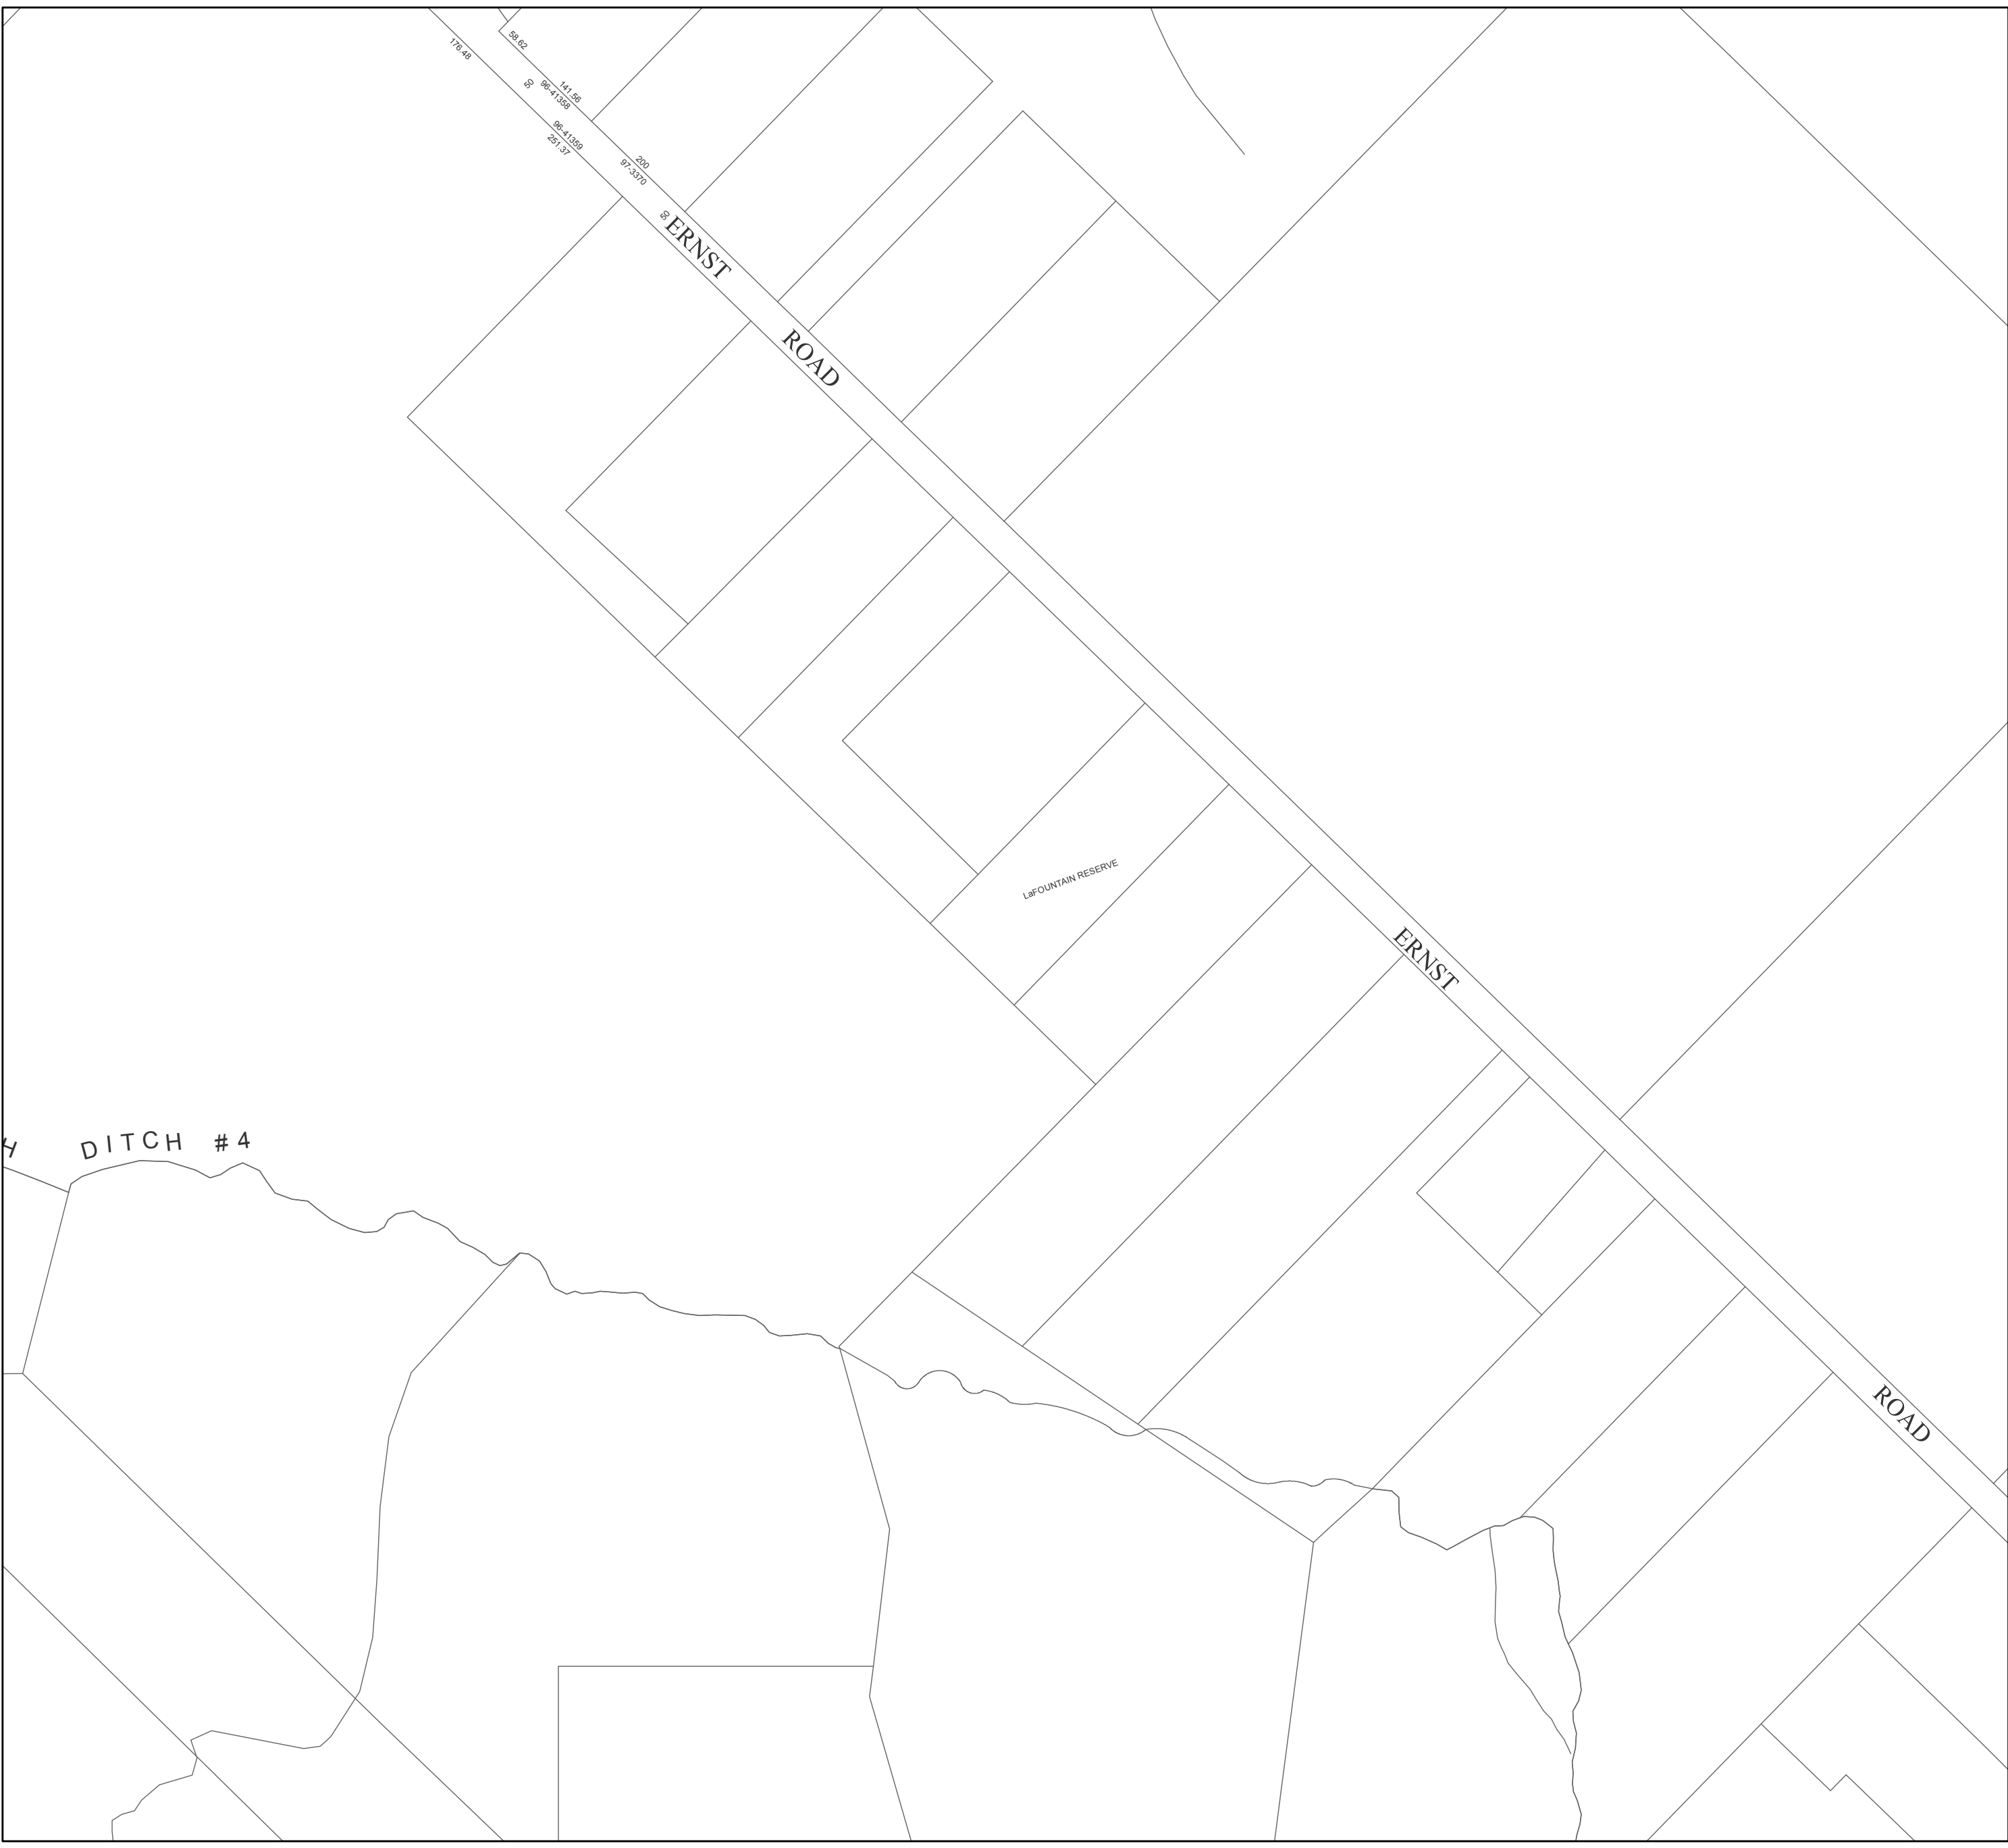 58.62
176.48
50
141.56
96-41358
96-41359
251.37
200
97-3370
50
ERNST
ROAD
LaFOUNTAIN RESERVE
ERNST
H DITCH #4
ROAD